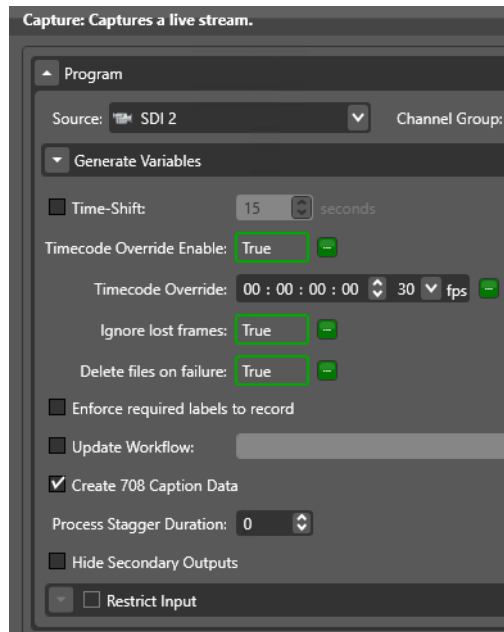 Capture: Captures a live stream.
Program
Source: SDI 2 Channel Group:
Generate Variables
Time-Shift: 15 seconds
Timecode Override Enable: True
Timecode Override: 00 : 00 : 00 : 00 30 fps
Ignore lost frames: True
Delete files on failure: True
Enforce required labels to record
Update Workflow:
Create 708 Caption Data
Process Stagger Duration: 0
Hide Secondary Outputs
Restrict Input